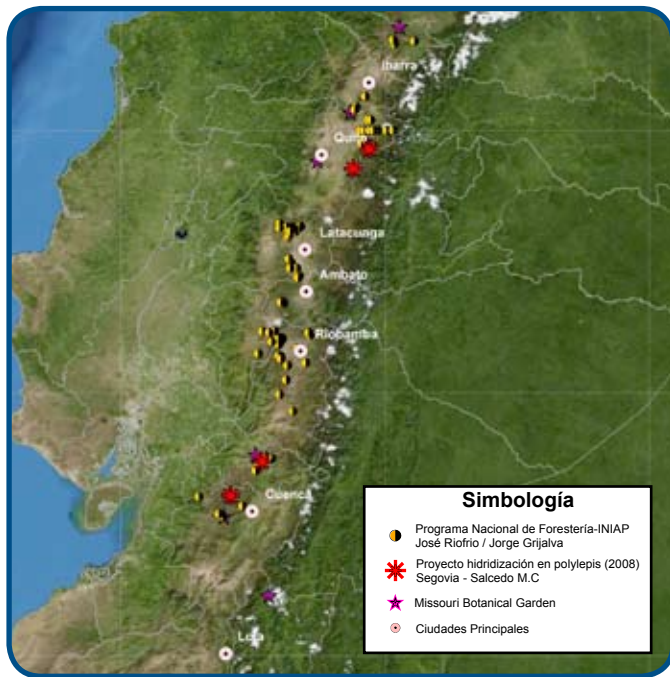 Ibarra
Quito
Latacunga
Ambato
Riobamba
Cuenca
Loja
Simbología
Programa Nacional de Forestería-INIAP
José Riofrio / Jorge Grijalva
Proyecto hidridización en polylepis (2008)
Segovia - Salcedo M.C
Missouri Botanical Garden
Ciudades Principales